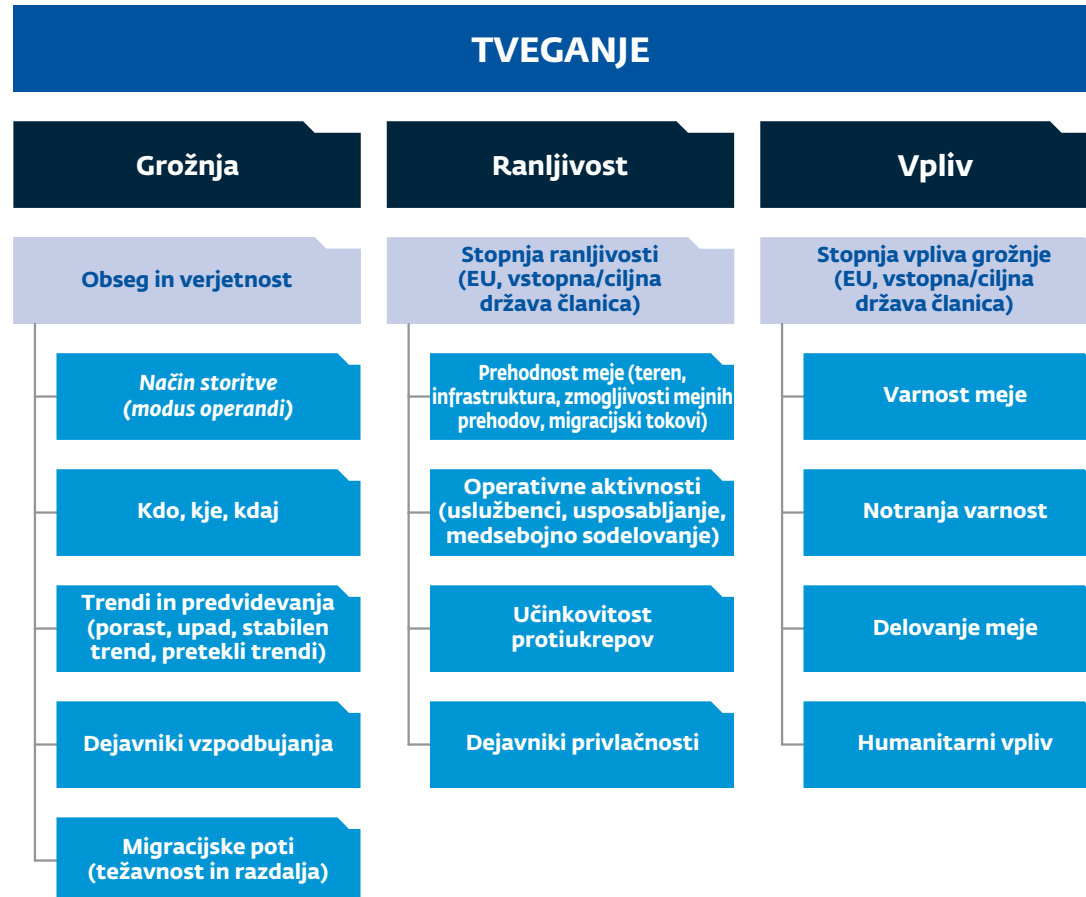 TVEGANJE
Grožnja
Obseg in verjetnost
Način storitve
(modus operandi)
Kdo, kje, kdaj
Trendi in predvidevanja
(porast, upad, stabilen
trend, pretekli trendi)
Dejavniki vzpodbujanja
Migracijske poti
(težavnost in razdalja)
Ranljivost
Stopnja ranljivosti
(EU, vstopna/ciljna
država članica)
Prehodnost meje (teren,
infrastruktura, zmogljivosti mejnih
prehodov, migracijski tokovi)
Operativne aktivnosti
(uslužbenci, usposabljanje,
medsebojno sodelovanje)
Učinkovitost
protiukrepov
Dejavniki privlačnosti
Vpliv
Stopnja vpliva grožnje
(EU, vstopna/ciljna
država članica)
Varnost meje
Notranja varnost
Delovanje meje
Humanitarni vpliv